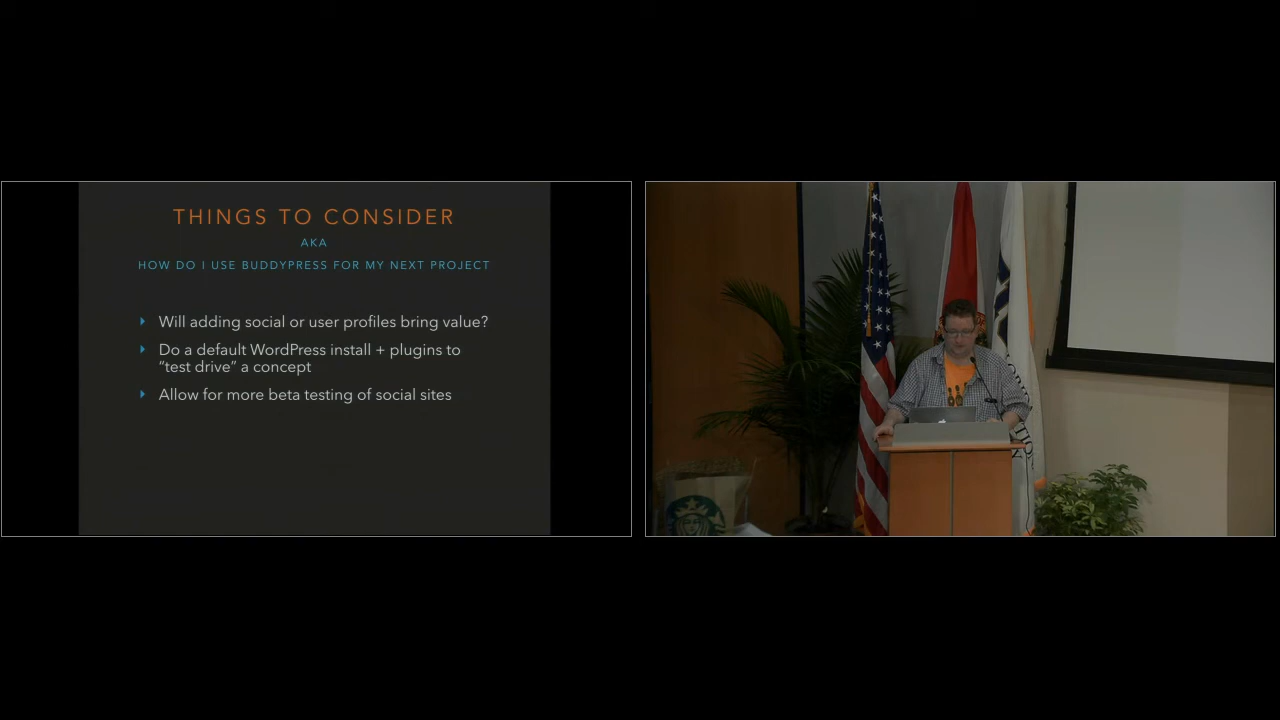 THINGS TO CONSIDER
AKA
HOW DO I USE BUDDYPRESS FOR MY NEXT PROJECT
Will adding social or user profiles bring value?
Do a default WordPress install + plugins to
“test drive” a concept
Allow for more beta testing of social sites